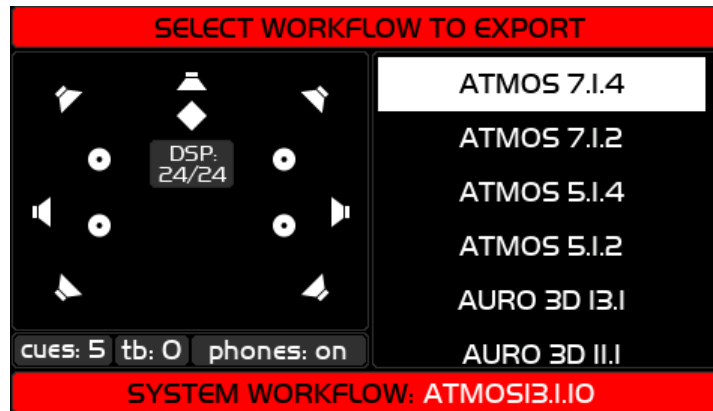 SELECT WORKFLOW TO EXPORT
DSP:
24/24
cues: 5 tb: 0 phones: on
ATMOS 7.1.4
ATMOS 7.1.2
ATMOS 5.1.4
ATMOS 5.1.2
AURO 3D 13.1
AURO 3D 11.1
SYSTEM WORKFLOW: ATMOS13.1.10